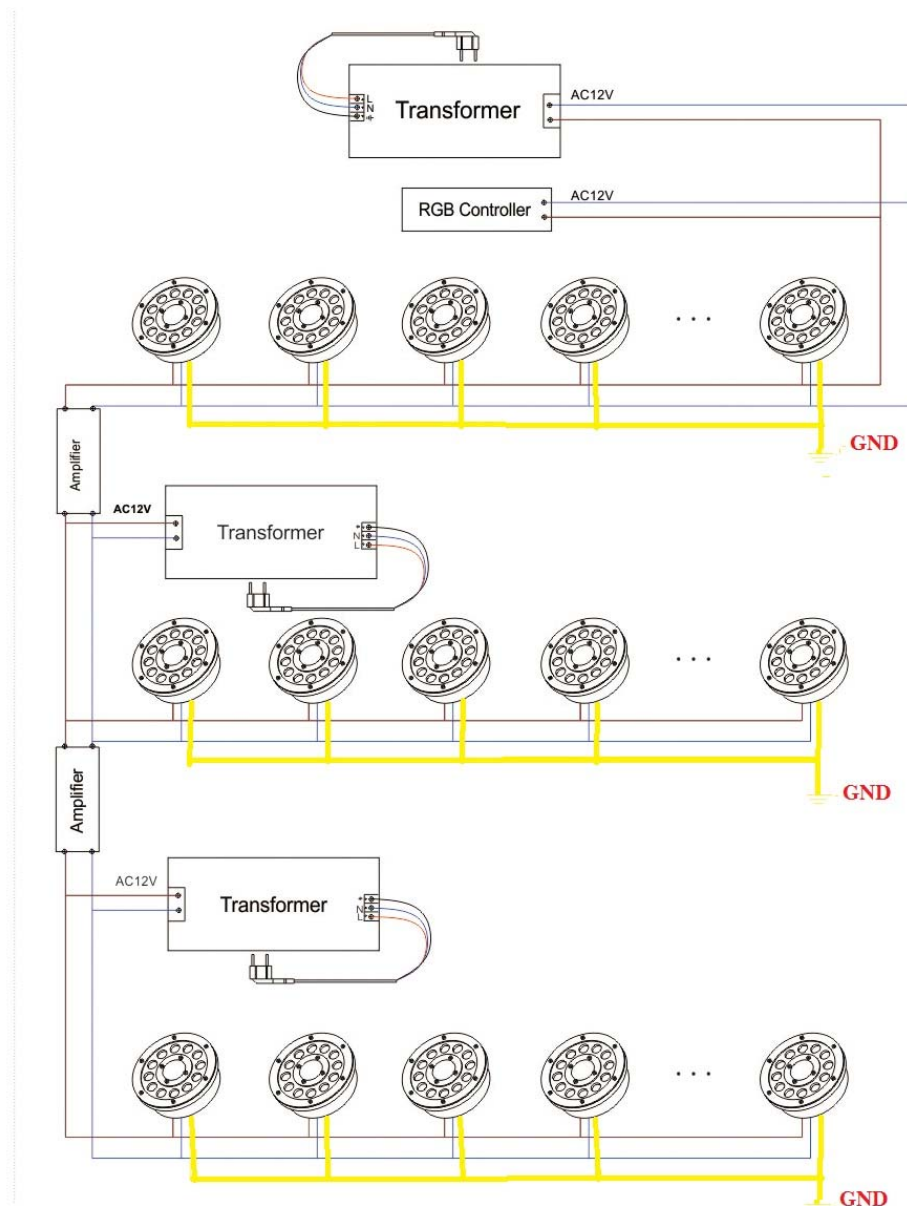 L
N
Transformer
AC12V
RGB Controller
AC12V
. . .
GND
Amplifier
AC12V
Transformer
N
L
. . .
GND
Amplifier
AC12V
Transformer
N
L
. . .
GND